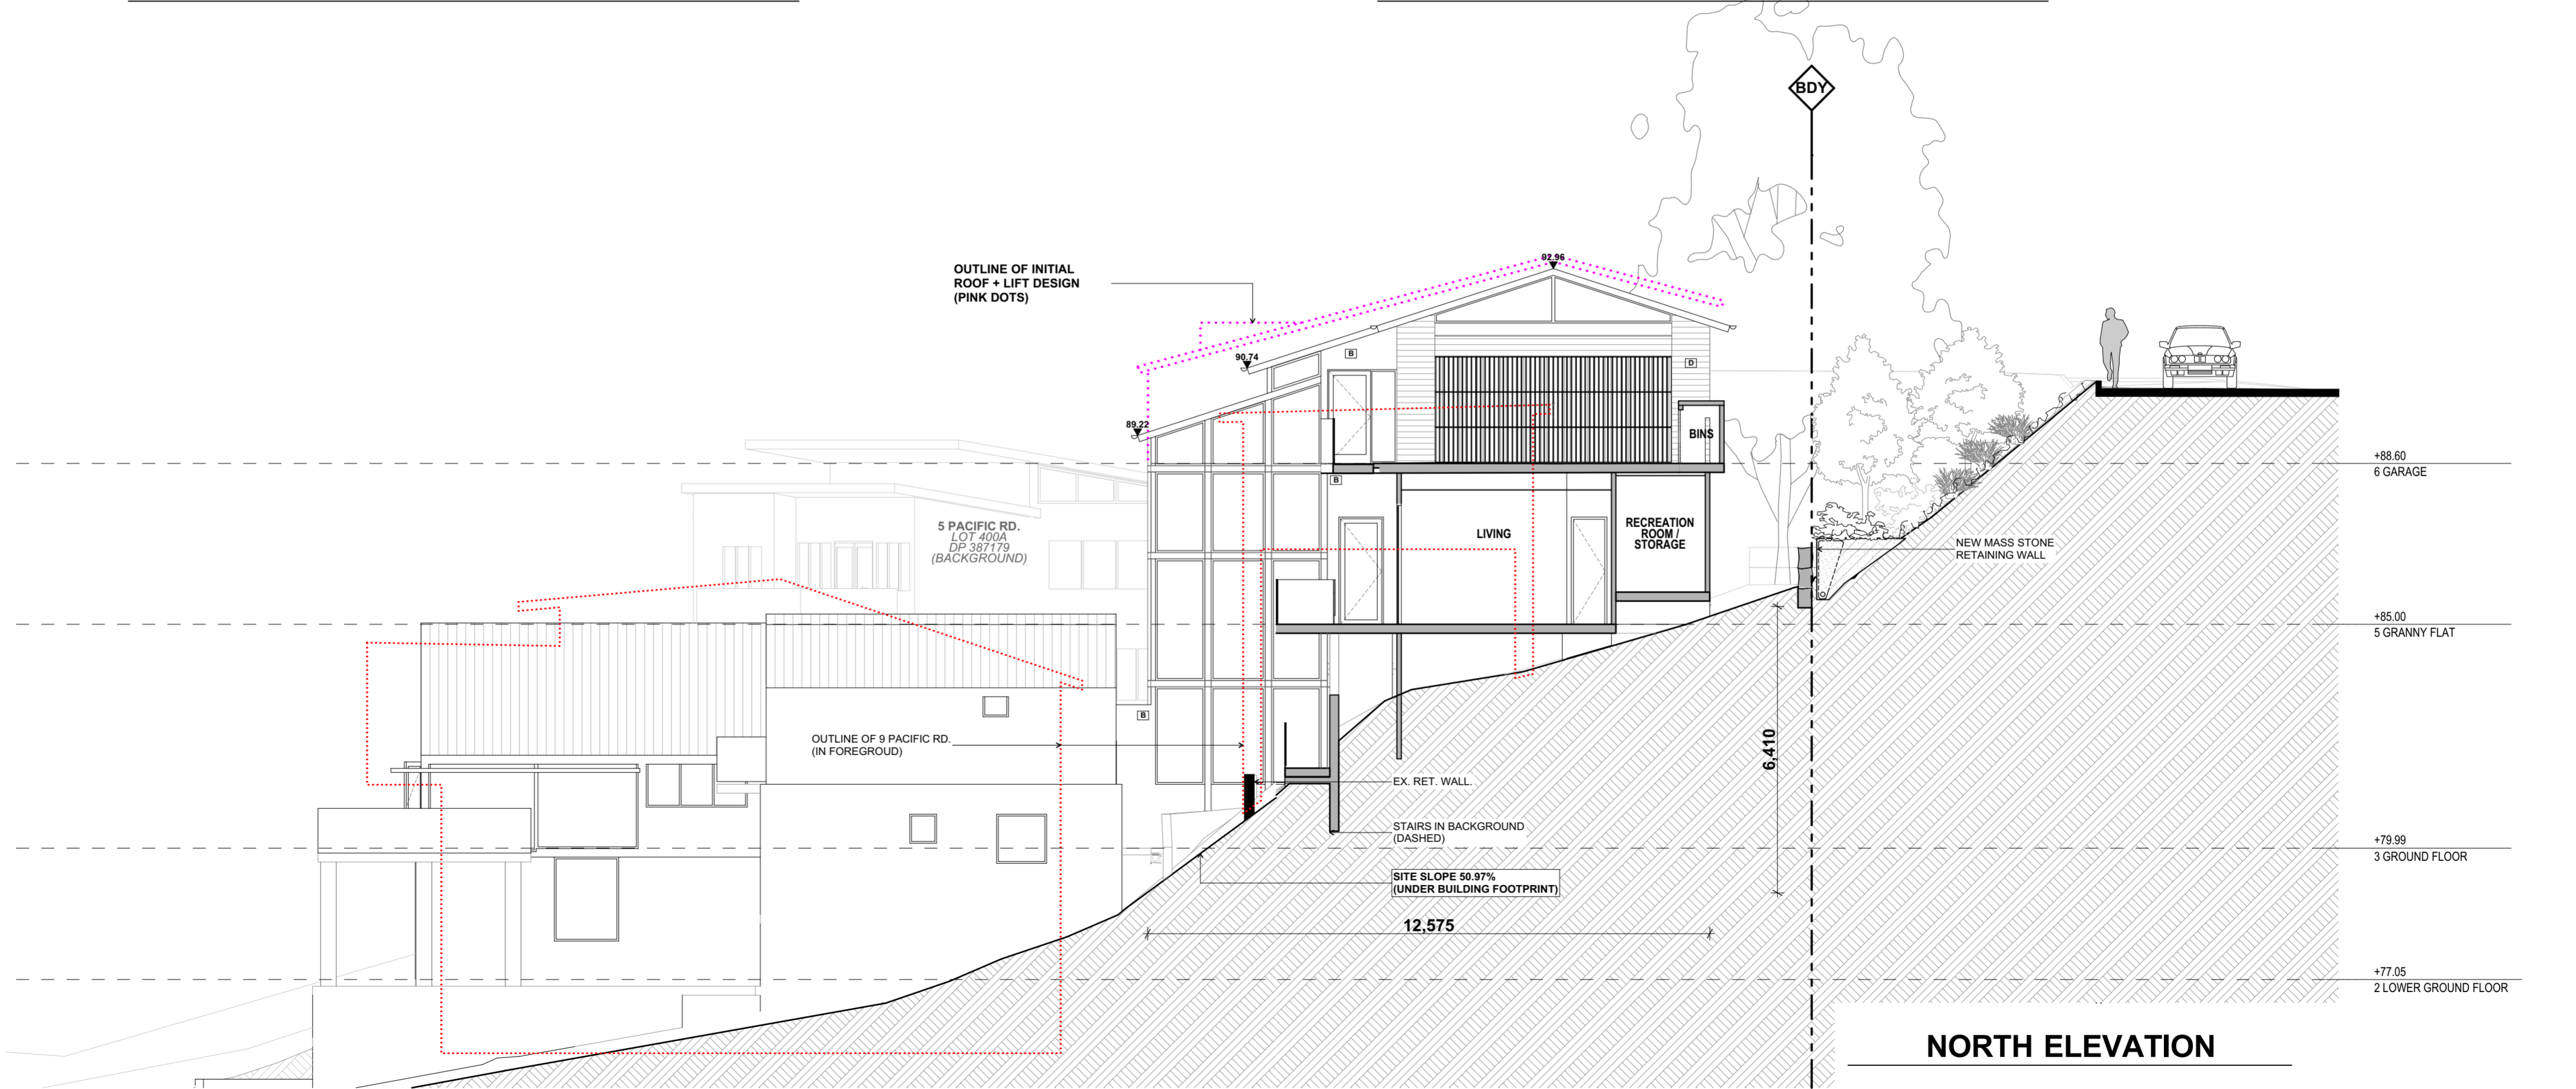 BDY
OUTLINE OF INITIAL
ROOF + LIFT DESIGN
(PINK DOTS)
92.96
90.74
B
D
89.22
BINS
+88.60
6 GARAGE
B
5 PACIFIC RD.
LOT 400A
DP 387179
(BACKGROUND)
LIVING
RECREATION
ROOM /
STORAGE
NEW MASS STONE
RETAINING WALL
+85.00
5 GRANNY FLAT
B
OUTLINE OF 9 PACIFIC RD.
(IN FOREGROUD)
6,410
EX. RET. WALL.
STAIRS IN BACKGROUND
(DASHED)
+79.99
3 GROUND FLOOR
SITE SLOPE 50.97%
(UNDER BUILDING FOOTPRINT)
12,575
+77.05
2 LOWER GROUND FLOOR
NORTH ELEVATION